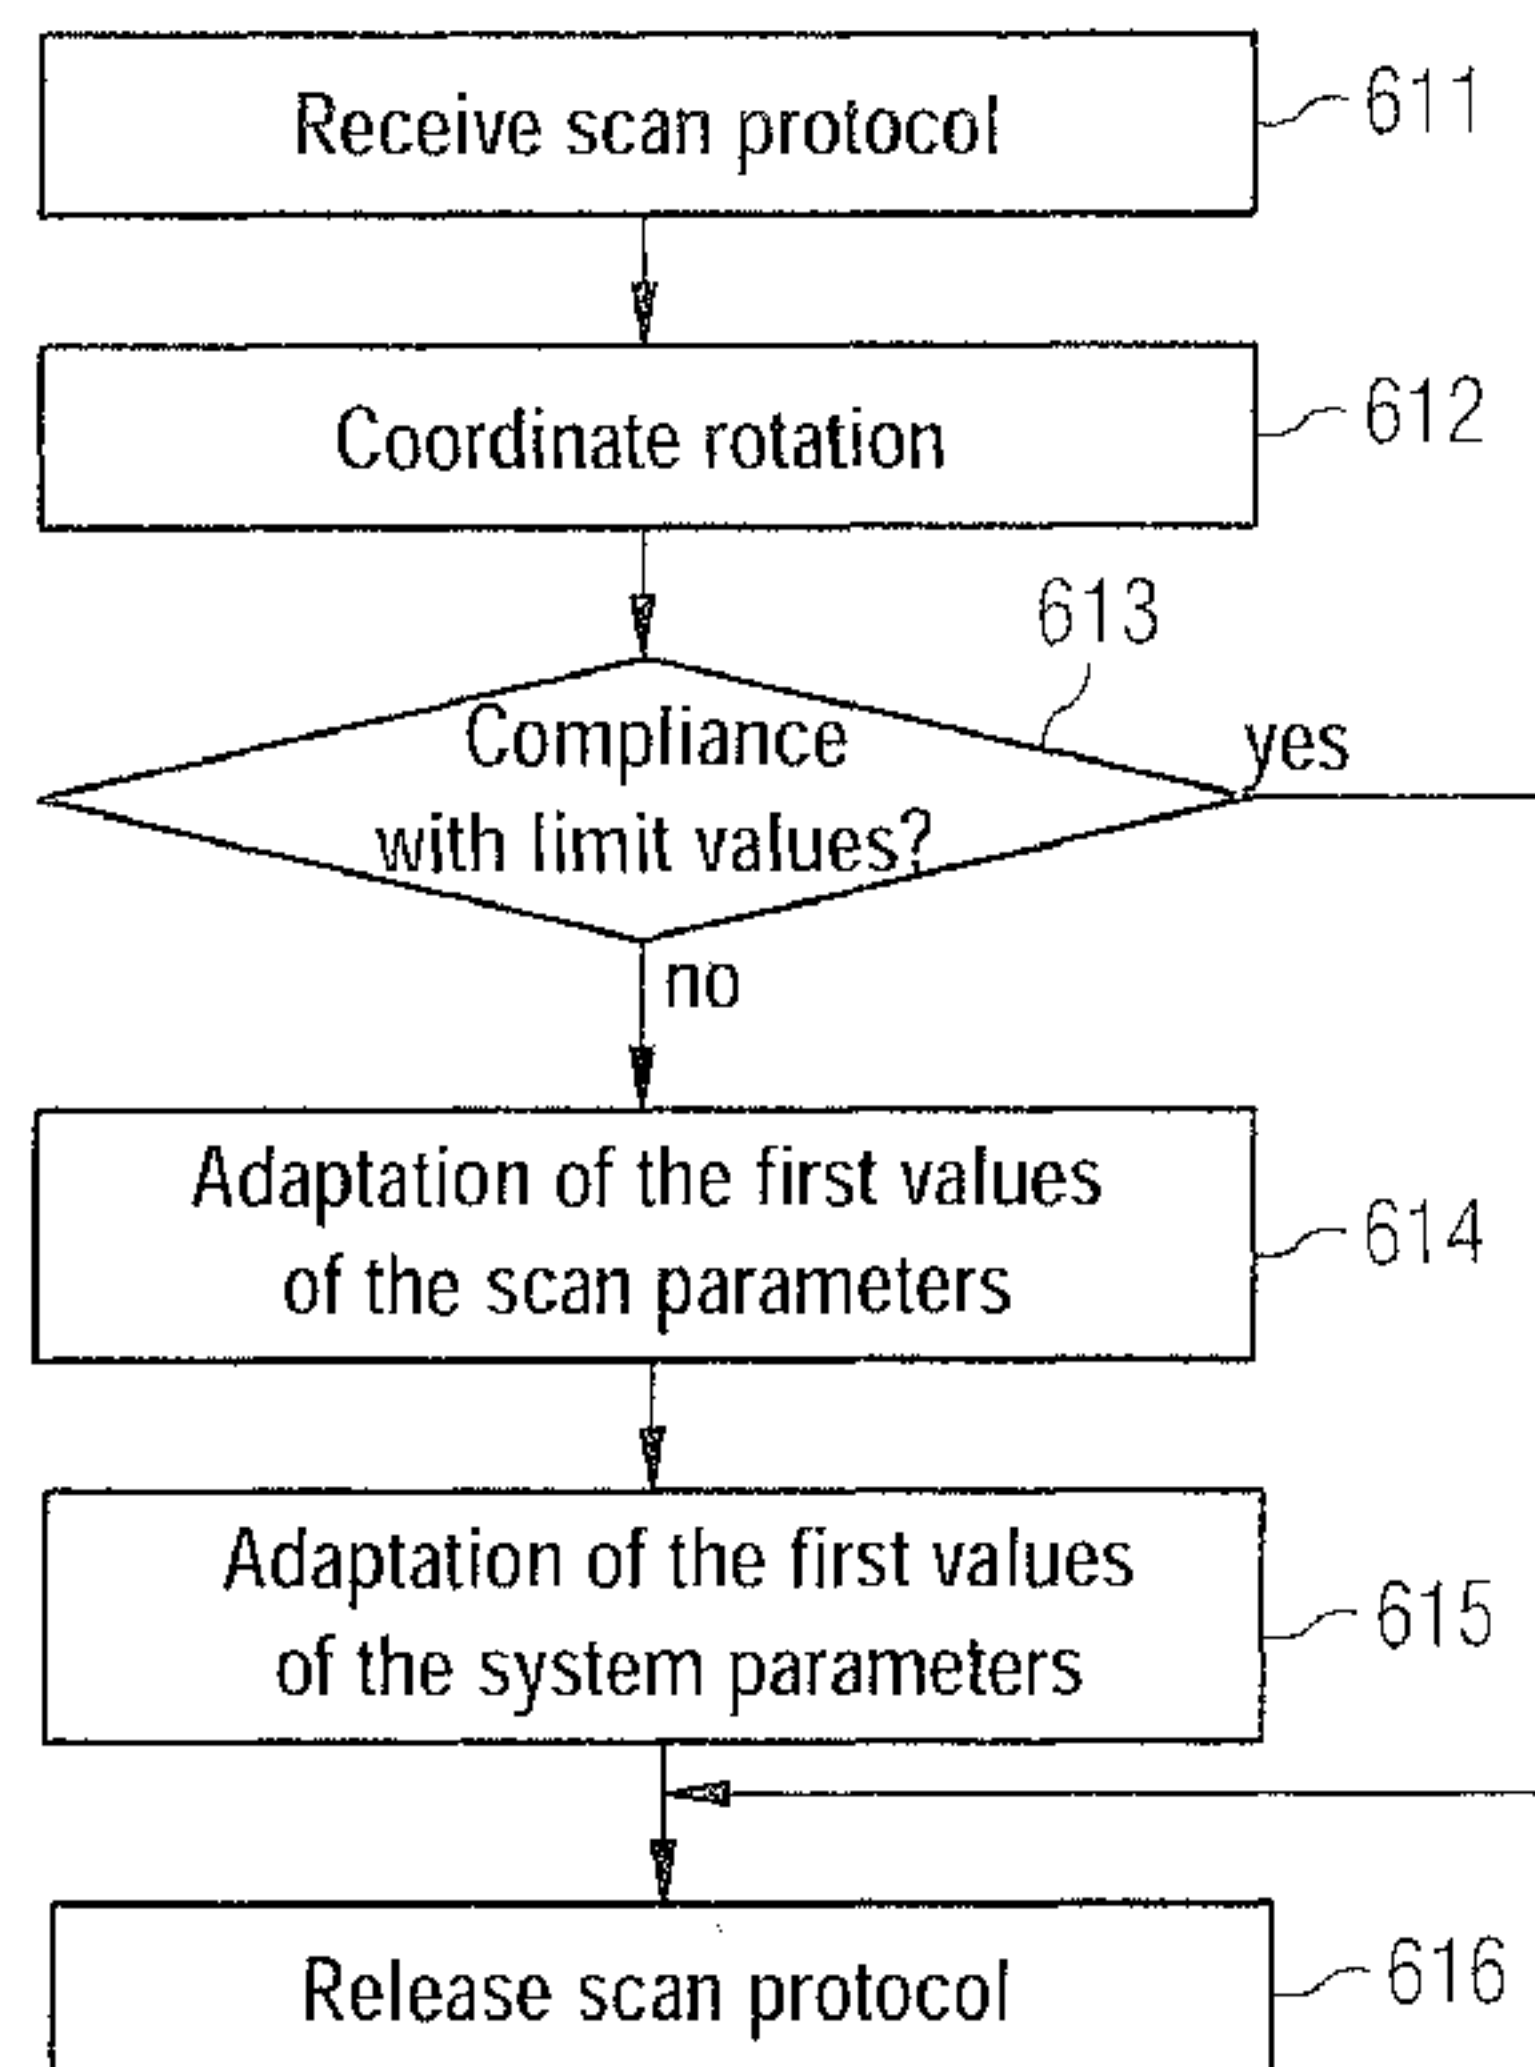 Receive scan protocol
611
Coordinate rotation
612
613
Compliance
with limit values?
yes
no
Adaptation of the first values
of the scan parameters
614
Adaptation of the first values
of the system parameters
615
Release scan protocol
616